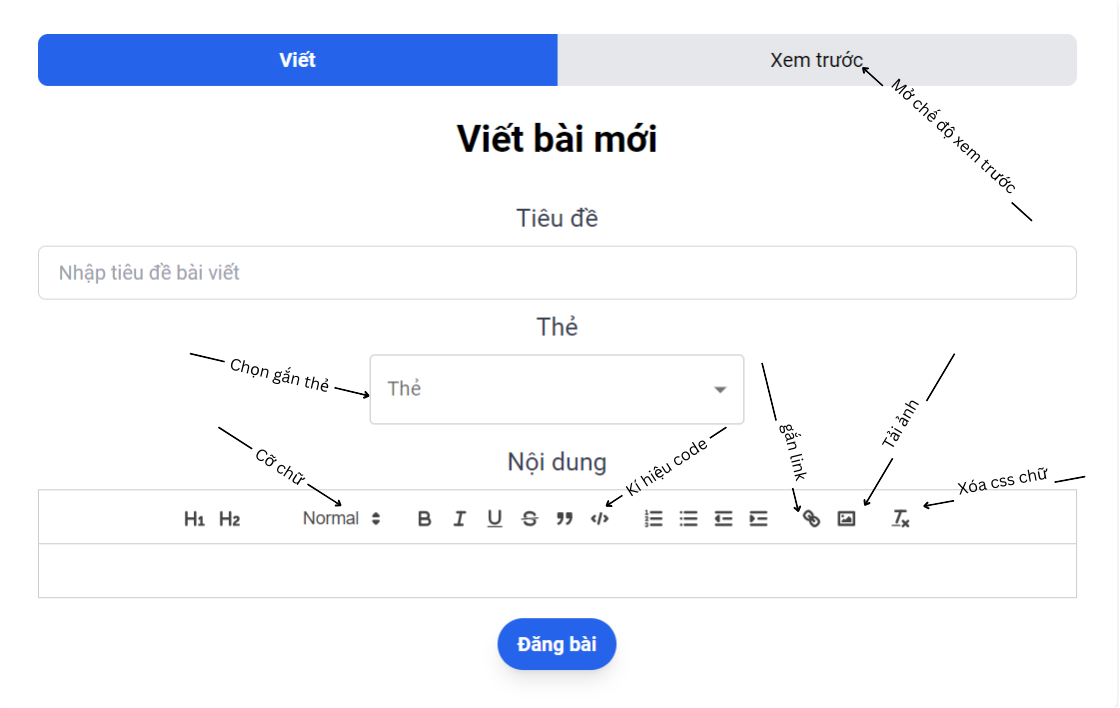 Viết
Xem trước
Mở chế độ xem trước
Viết bài mới
Tiêu đề
Nhập tiêu đề bài viết
Thẻ
Chọn gắn thẻ
Thẻ
Cỡ chữ
Nội dung
Kí hiệu code
gắn link
Tải ảnh
Xóa css chữ
H1 H2 Normal B I U S
Đăng bài